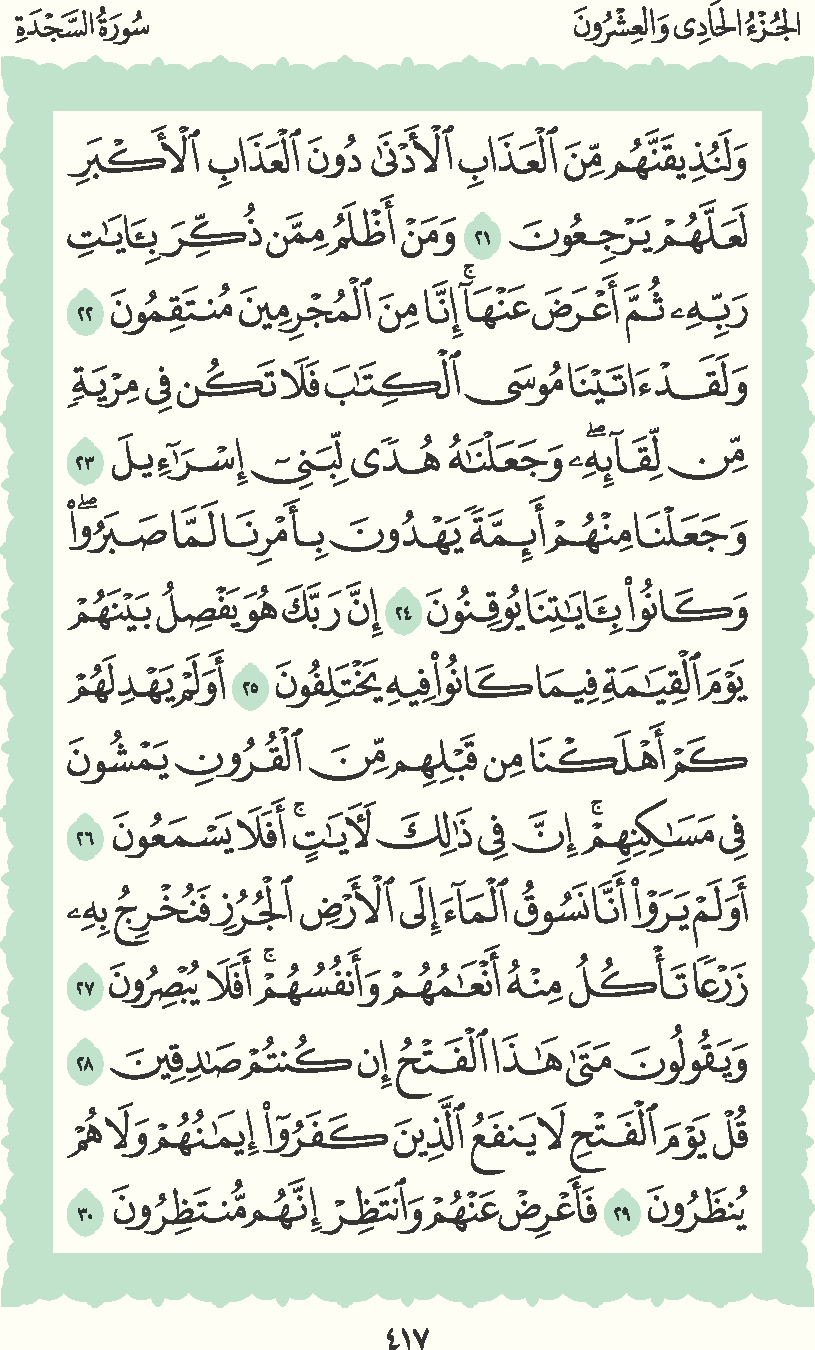 الجُزْءُ الحَادِى وَالعِشْرُونَ
سُورَةُ السَّجْدَةِ
وَلَنُذِيقَنَّهُم مِّنَ ٱلْعَذَابِ ٱلْأَدْنَىٰ دُونَ ٱلْعَذَابِ ٱلْأَكْبَرِ
لَعَلَّهُمْ يَرْجِعُونَ ٢١ وَمَنْ أَظْلَمُ مِمَّن ذُكِّرَ بِـَٔايَـٰتِ
رَبِّهِۦ ثُمَّ أَعْرَضَ عَنْهَآ ۚ إِنَّا مِنَ ٱلْمُجْرِمِينَ مُنتَقِمُونَ ٢٢
وَلَقَدْ ءَاتَيْنَا مُوسَى ٱلْكِتَـٰبَ فَلَا تَكُن فِى مِرْيَةٍ
مِّن لِّقَآئِهِۦ ۖ وَجَعَلْنَـٰهُ هُدًى لِّبَنِىٓ إِسْرَٰٓءِيلَ ٢٣
وَجَعَلْنَا مِنْهُمْ أَئِمَّةً يَهْدُونَ بِأَمْرِنَا لَمَّا صَبَرُوا۟ ۖ
وَكَانُوا۟ بِـَٔايَـٰتِنَا يُوقِنُونَ ٢٤ إِنَّ رَبَّكَ هُوَ يَفْصِلُ بَيْنَهُمْ
يَوْمَ ٱلْقِيَـٰمَةِ فِيمَا كَانُوا۟ فِيهِ يَخْتَلِفُونَ ٢٥ أَوَلَمْ يَهْدِ لَهُمْ
كَمْ أَهْلَكْنَا مِن قَبْلِهِم مِّنَ ٱلْقُرُونِ يَمْشُونَ
فِى مَسَـٰكِنِهِمْ ۚ إِنَّ فِى ذَٰلِكَ لَـَٔايَـٰتٍ ۚ أَفَلَا يَسْمَعُونَ ٢٦
أَوَلَمْ يَرَوْا۟ أَنَّا نَسُوقُ ٱلْمَآءَ إِلَى ٱلْأَرْضِ ٱلْجُرُزِ فَنُخْرِجُ بِهِۦ
زَرْعًا تَأْكُلُ مِنْهُ أَنْعَـٰمُهُمْ وَأَنفُسُهُمْ ۚ أَفَلَا يُبْصِرُونَ ٢٧
وَيَقُولُونَ مَتَىٰ هَـٰذَا ٱلْفَتْحُ إِن كُنتُمْ صَـٰدِقِينَ ٢٨
قُلْ يَوْمَ ٱلْفَتْحِ لَا يَنفَعُ ٱلَّذِينَ كَفَرُوٓا۟ إِيمَـٰنُهُمْ وَلَا هُمْ
يُنظَرُونَ ٢٩ فَأَعْرِضْ عَنْهُمْ وَٱنتَظِرْ إِنَّهُم مُّنتَظِرُونَ ٣٠
٤١٧